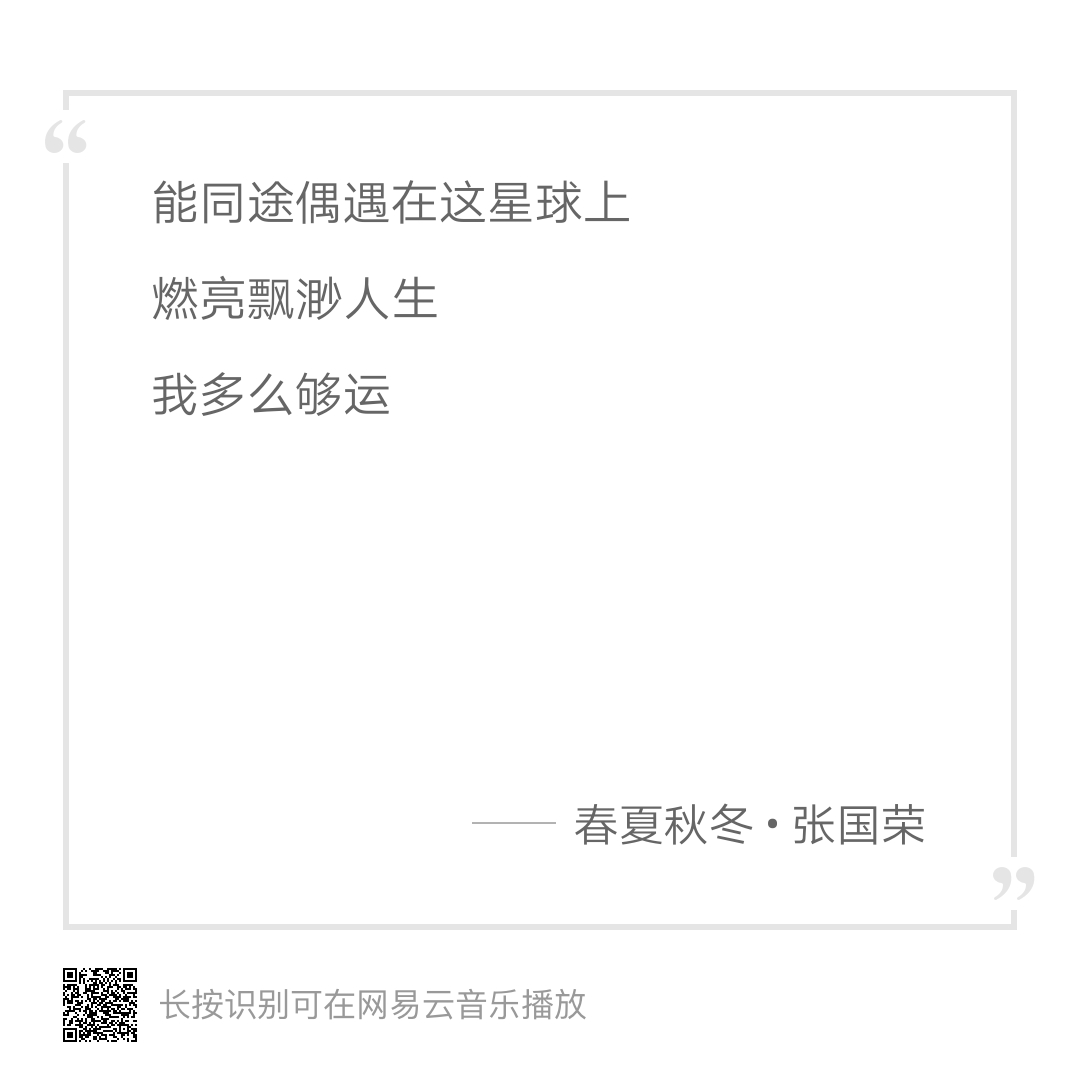 “
能同途偶遇在这星球上
燃亮飘渺人生
我多么够运
—— 春夏秋冬•张国荣
”
长按识别可在网易云音乐播放